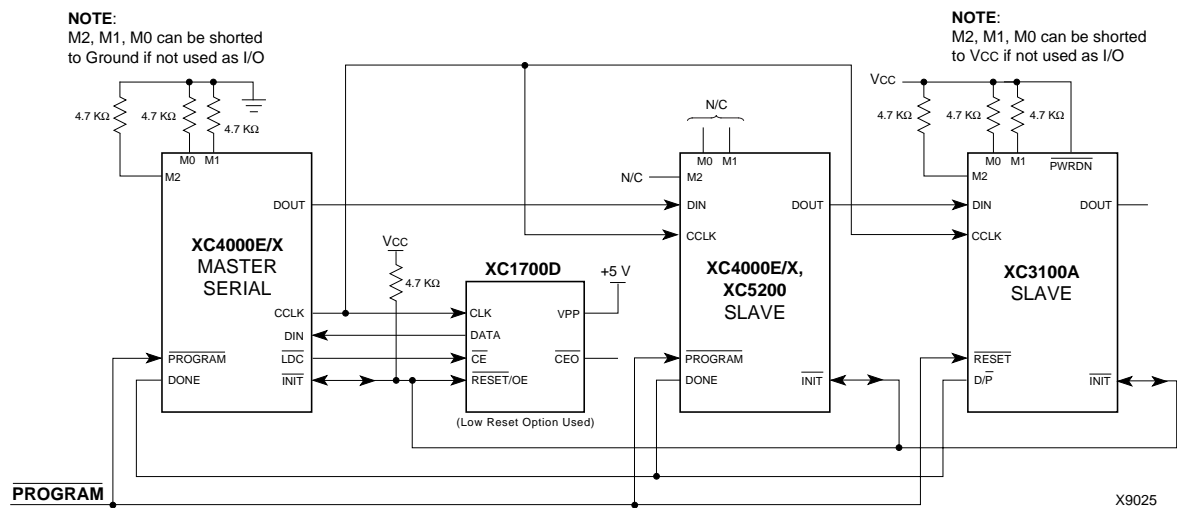 NOTE:
M2, M1, M0 can be shorted
to Ground if not used as I/O
NOTE:
M2, M1, M0 can be shorted
to VCC if not used as I/O
4.7 KΩ
4.7 KΩ
4.7 KΩ
M0 M1
M2
DOUT
XC4000E/X
MASTER
SERIAL
CCLK
DIN
PROGRAM
LDC
DONE
INIT
VCC
4.7 KΩ
XC1700D
+5 V
CLK
VPP
DATA
CE
CEO
RESET/OE
(Low Reset Option Used)
N/C
M0 M1
N/C
M2
DIN
DOUT
CCLK
XC4000E/X,
XC5200
SLAVE
PROGRAM
DONE
INIT
VCC
4.7 KΩ
4.7 KΩ
4.7 KΩ
M0 M1
PWRDN
M2
DIN
DOUT
CCLK
XC3100A
SLAVE
RESET
D/P
INIT
PROGRAM
X9025